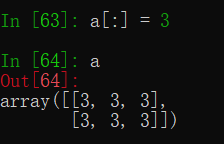 In [63]: a[:] = 3
In [64]: a
Out[64]:
array([[3, 3, 3],
       [3, 3, 3]])